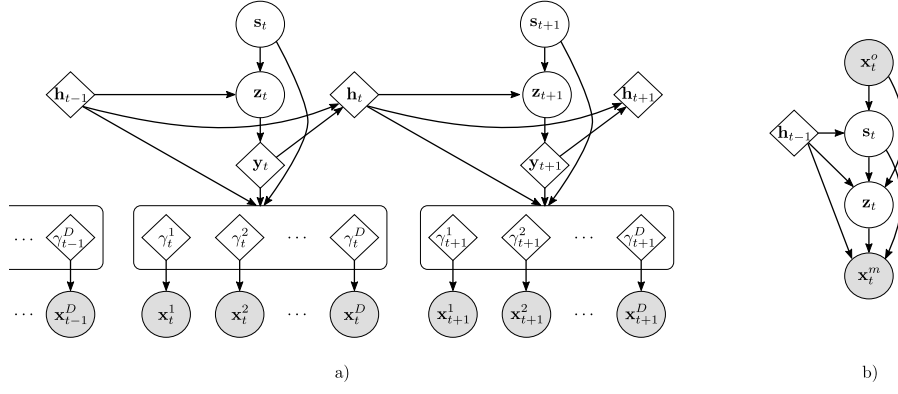 s_t s_{t+1}
x_t^o
h_{t-1} z_t h_t z_{t+1} h_{t+1}
h_{t-1} s_t
y_t y_{t+1}
z_t
⋯ γ_{t-1}^D γ_t^1 γ_t^2 ⋯ γ_t^D γ_{t+1}^1 γ_{t+1}^2 ⋯ γ_{t+1}^D
x_t^m
⋯ x_{t-1}^D x_t^1 x_t^2 ⋯ x_t^D x_{t+1}^1 x_{t+1}^2 ⋯ x_{t+1}^D
a) b)